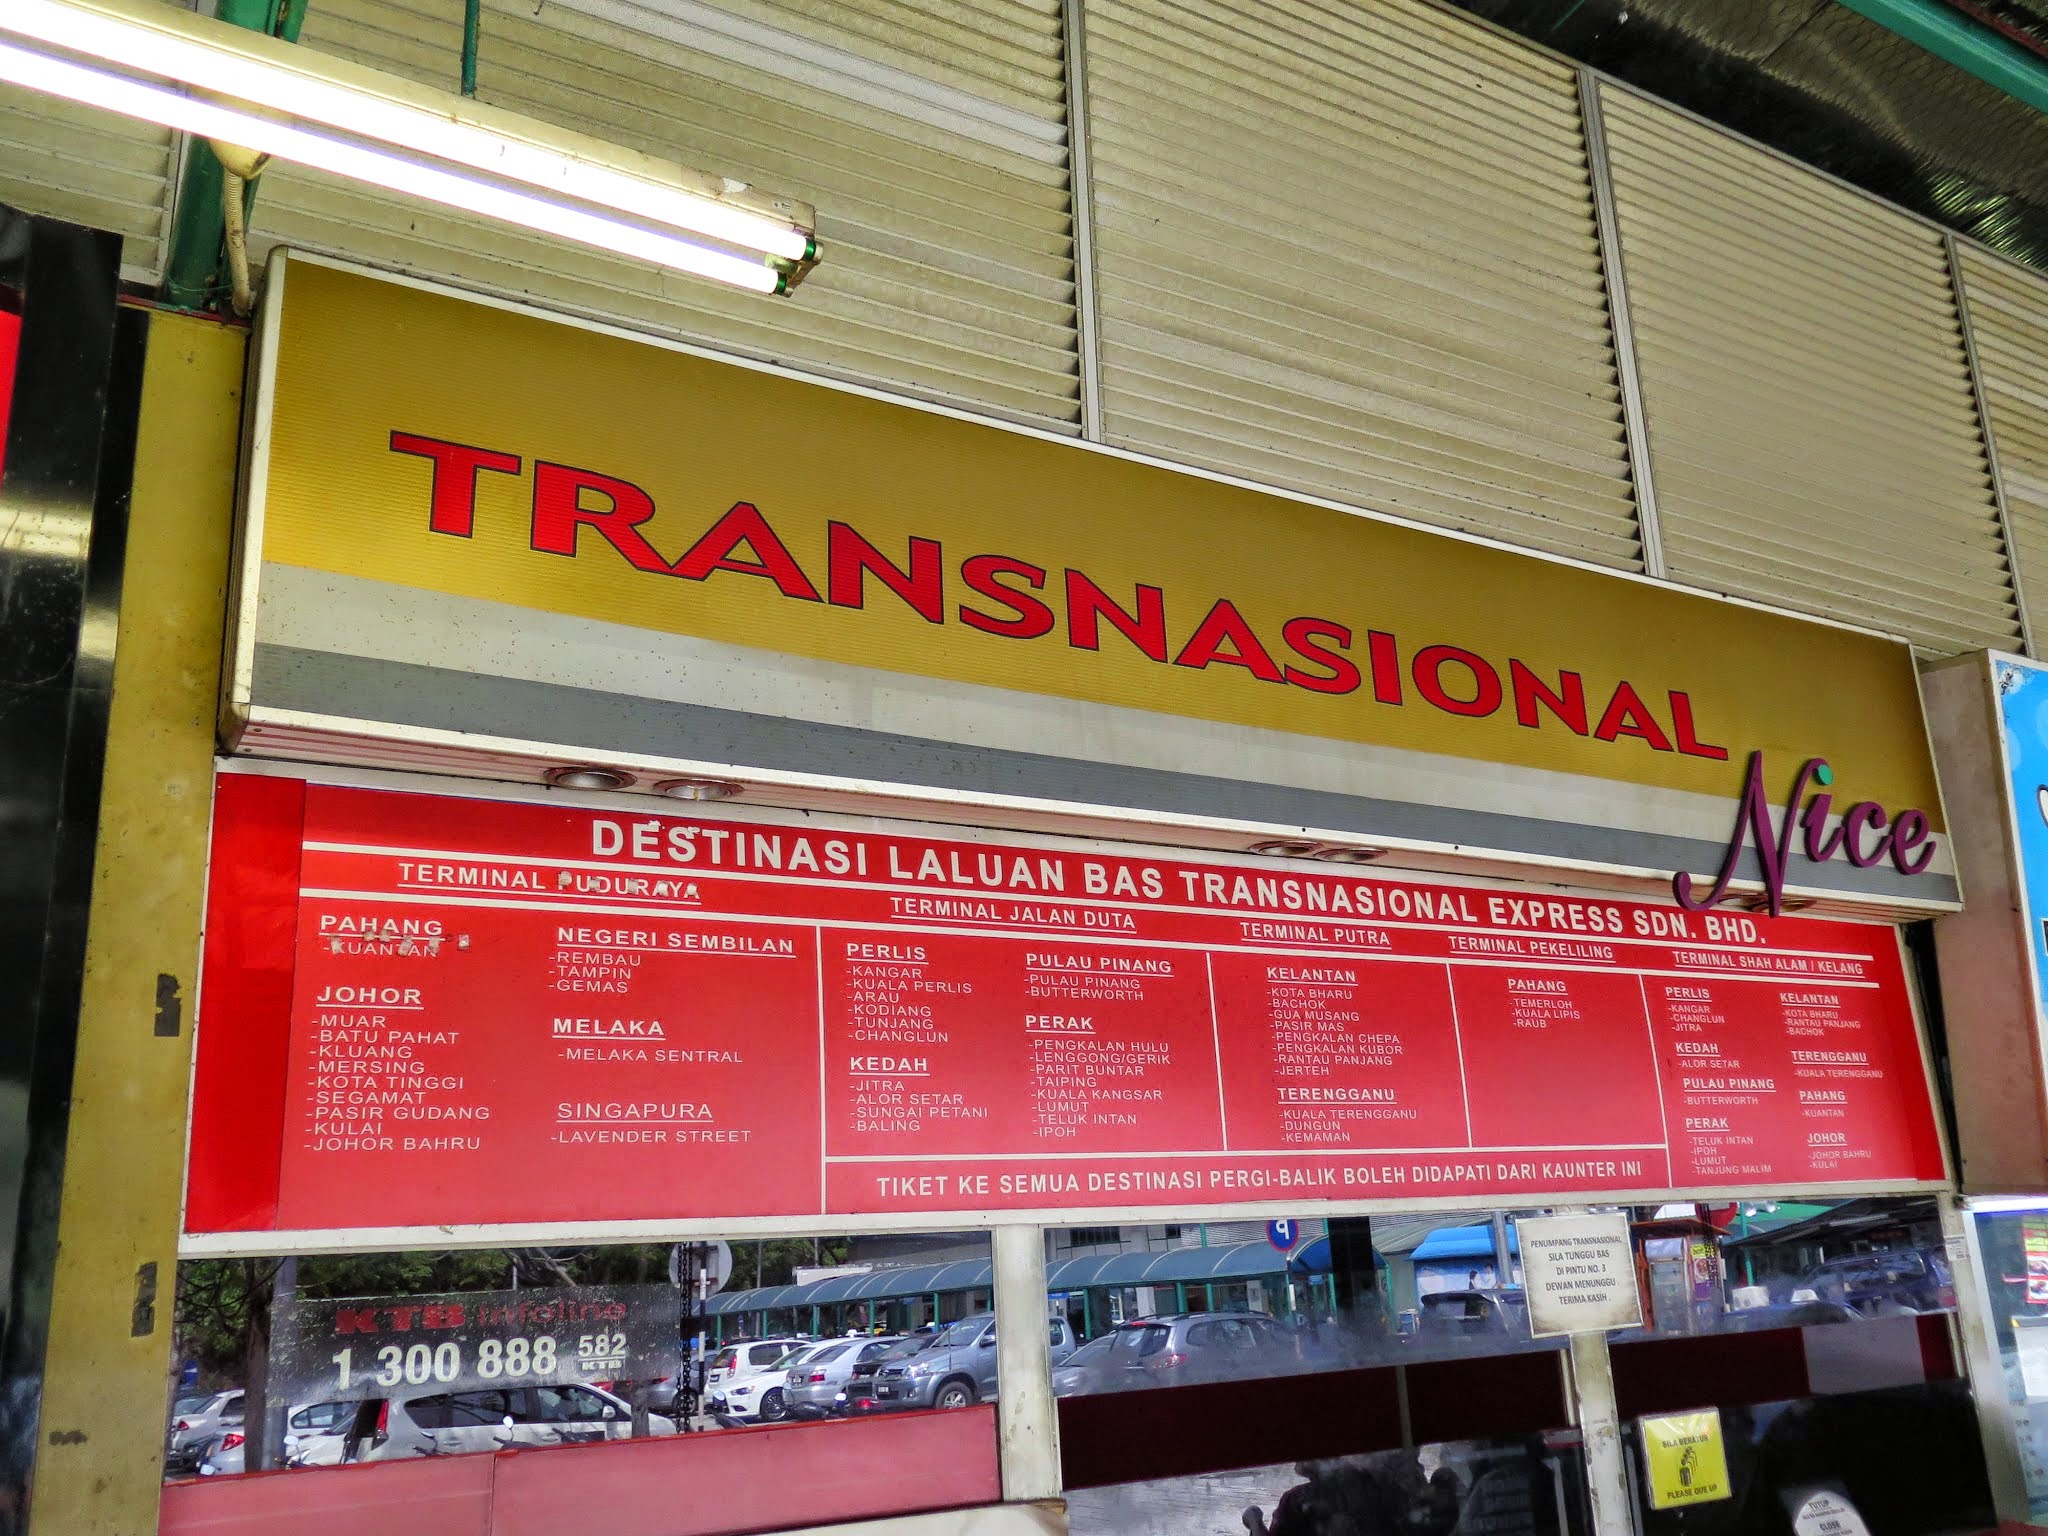 TRANSNASIONAL
Nice
DESTINASI LALUAN BAS TRANSNASIONAL EXPRESS SDN. BHD.
TERMINAL PUDURAYA
PAHANG
-KUANTAN
JOHOR
-MUAR
-BATU PAHAT
-KLUANG
-MERSING
-KOTA TINGGI
-SEGAMAT
-PASIR GUDANG
-KULAI
-JOHOR BAHRU
NEGERI SEMBILAN
-REMBAU
-TAMPIN
-GEMAS
MELAKA
-MELAKA SENTRAL
SINGAPURA
-LAVENDER STREET
TERMINAL JALAN DUTA
PERLIS
-KANGAR
-KUALA PERLIS
-ARAU
-KODIANG
-TUNJANG
-CHANGLUN
KEDAH
-JITRA
-ALOR SETAR
-SUNGAI PETANI
-BALING
PULAU PINANG
-PULAU PINANG
-BUTTERWORTH
PERAK
-PENGKALAN HULU
-LENGGONG/GERIK
-PARIT BUNTAR
-TAIPING
-KUALA KANGSAR
-LUMUT
-TELUK INTAN
-IPOH
TERMINAL PUTRA
KELANTAN
-KOTA BHARU
-BACHOK
-GUA MUSANG
-PASIR MAS
-PENGKALAN CHEPA
-PENGKALAN KUBOR
-RANTAU PANJANG
-JERTEH
TERENGGANU
-KUALA TERENGGANU
-DUNGUN
-KEMAMAN
TERMINAL PEKELILING
PAHANG
-TEMERLOH
-KUALA LIPIS
-RAUB
TERMINAL SHAH ALAM / KELANG
PERLIS
-KANGAR
-CHANGLUN
-JITRA
KEDAH
-ALOR SETAR
PULAU PINANG
-BUTTERWORTH
PERAK
-TELUK INTAN
-IPOH
-LUMUT
-TANJUNG MALIM
KELANTAN
-KOTA BHARU
-RANTAU PANJANG
-BACHOK
TERENGGANU
-KUALA TERENGGANU
PAHANG
-KUANTAN
JOHOR
-JOHOR BAHRU
-KULAI
TIKET KE SEMUA DESTINASI PERGI-BALIK BOLEH DIDAPATI DARI KAUNTER INI
PENUMPANG TRANSNASIONAL
SILA TUNGGU BAS
DI PINTU NO. 3
DEWAN MENUNGGU.
TERIMA KASIH.
KTB Infoline
1 300 888 582
KTB
SILA BERATUR
PLEASE QUE UP
TUTUP
CLOSE